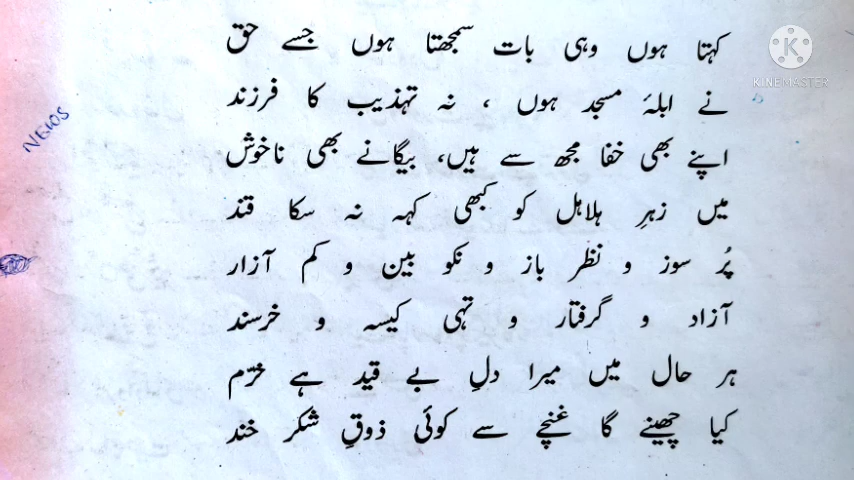 کہتا ہوں وہی بات سمجھتا ہوں جسے حق
نے ابلۂ مسجد ہوں ، نہ تہذیب کا فرزند
اپنے بھی خفا مجھ سے ہیں، بیگانے بھی ناخوش
میں زہرِ ہلاہل کو کبھی کہہ نہ سکا قند
پُر سوز و نظر باز و نکو بین و کم آزار
آزاد و گرفتار و تہی کیسہ و خرسند
ہر حال میں میرا دلِ بے قید ہے خرّم
کیا چھینے گا غنچے سے کوئی ذوقِ شکر خند
KINEMASTER